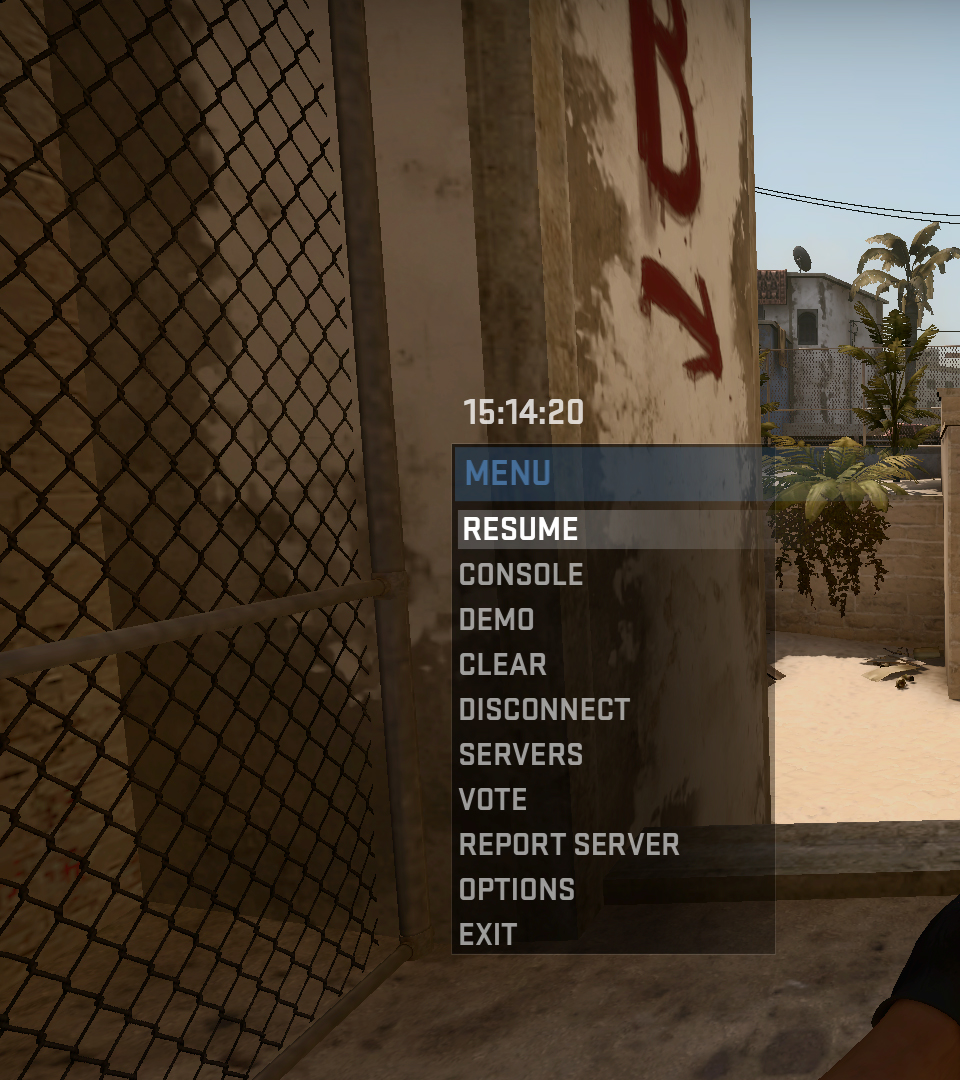 15:14:20
MENU
RESUME
CONSOLE
DEMO
CLEAR
DISCONNECT
SERVERS
VOTE
REPORT SERVER
OPTIONS
EXIT